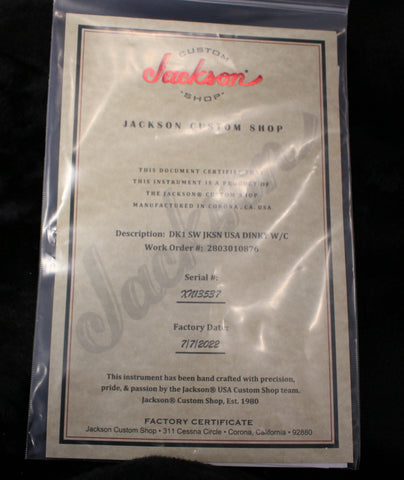 CUSTOM
Jackson®
SHOP
JACKSON CUSTOM SHOP
THIS DOCUMENT CERTIFIES THAT
THIS INSTRUMENT IS A PRODUCT OF
THE JACKSON® CUSTOM SHOP
MANUFACTURED IN CORONA, CA. USA
Description: DK1 SW JKSN USA DINKY W/C
Work Order #: 2803010876
Serial #:
XN13537
Factory Date:
7/7/2022
This instrument has been hand crafted with precision,
pride, & passion by the Jackson® USA Custom Shop team.
Jackson® Custom Shop, Est. 1980
FACTORY CERTIFICATE
Jackson Custom Shop • 311 Cessna Circle • Corona, California • 92880